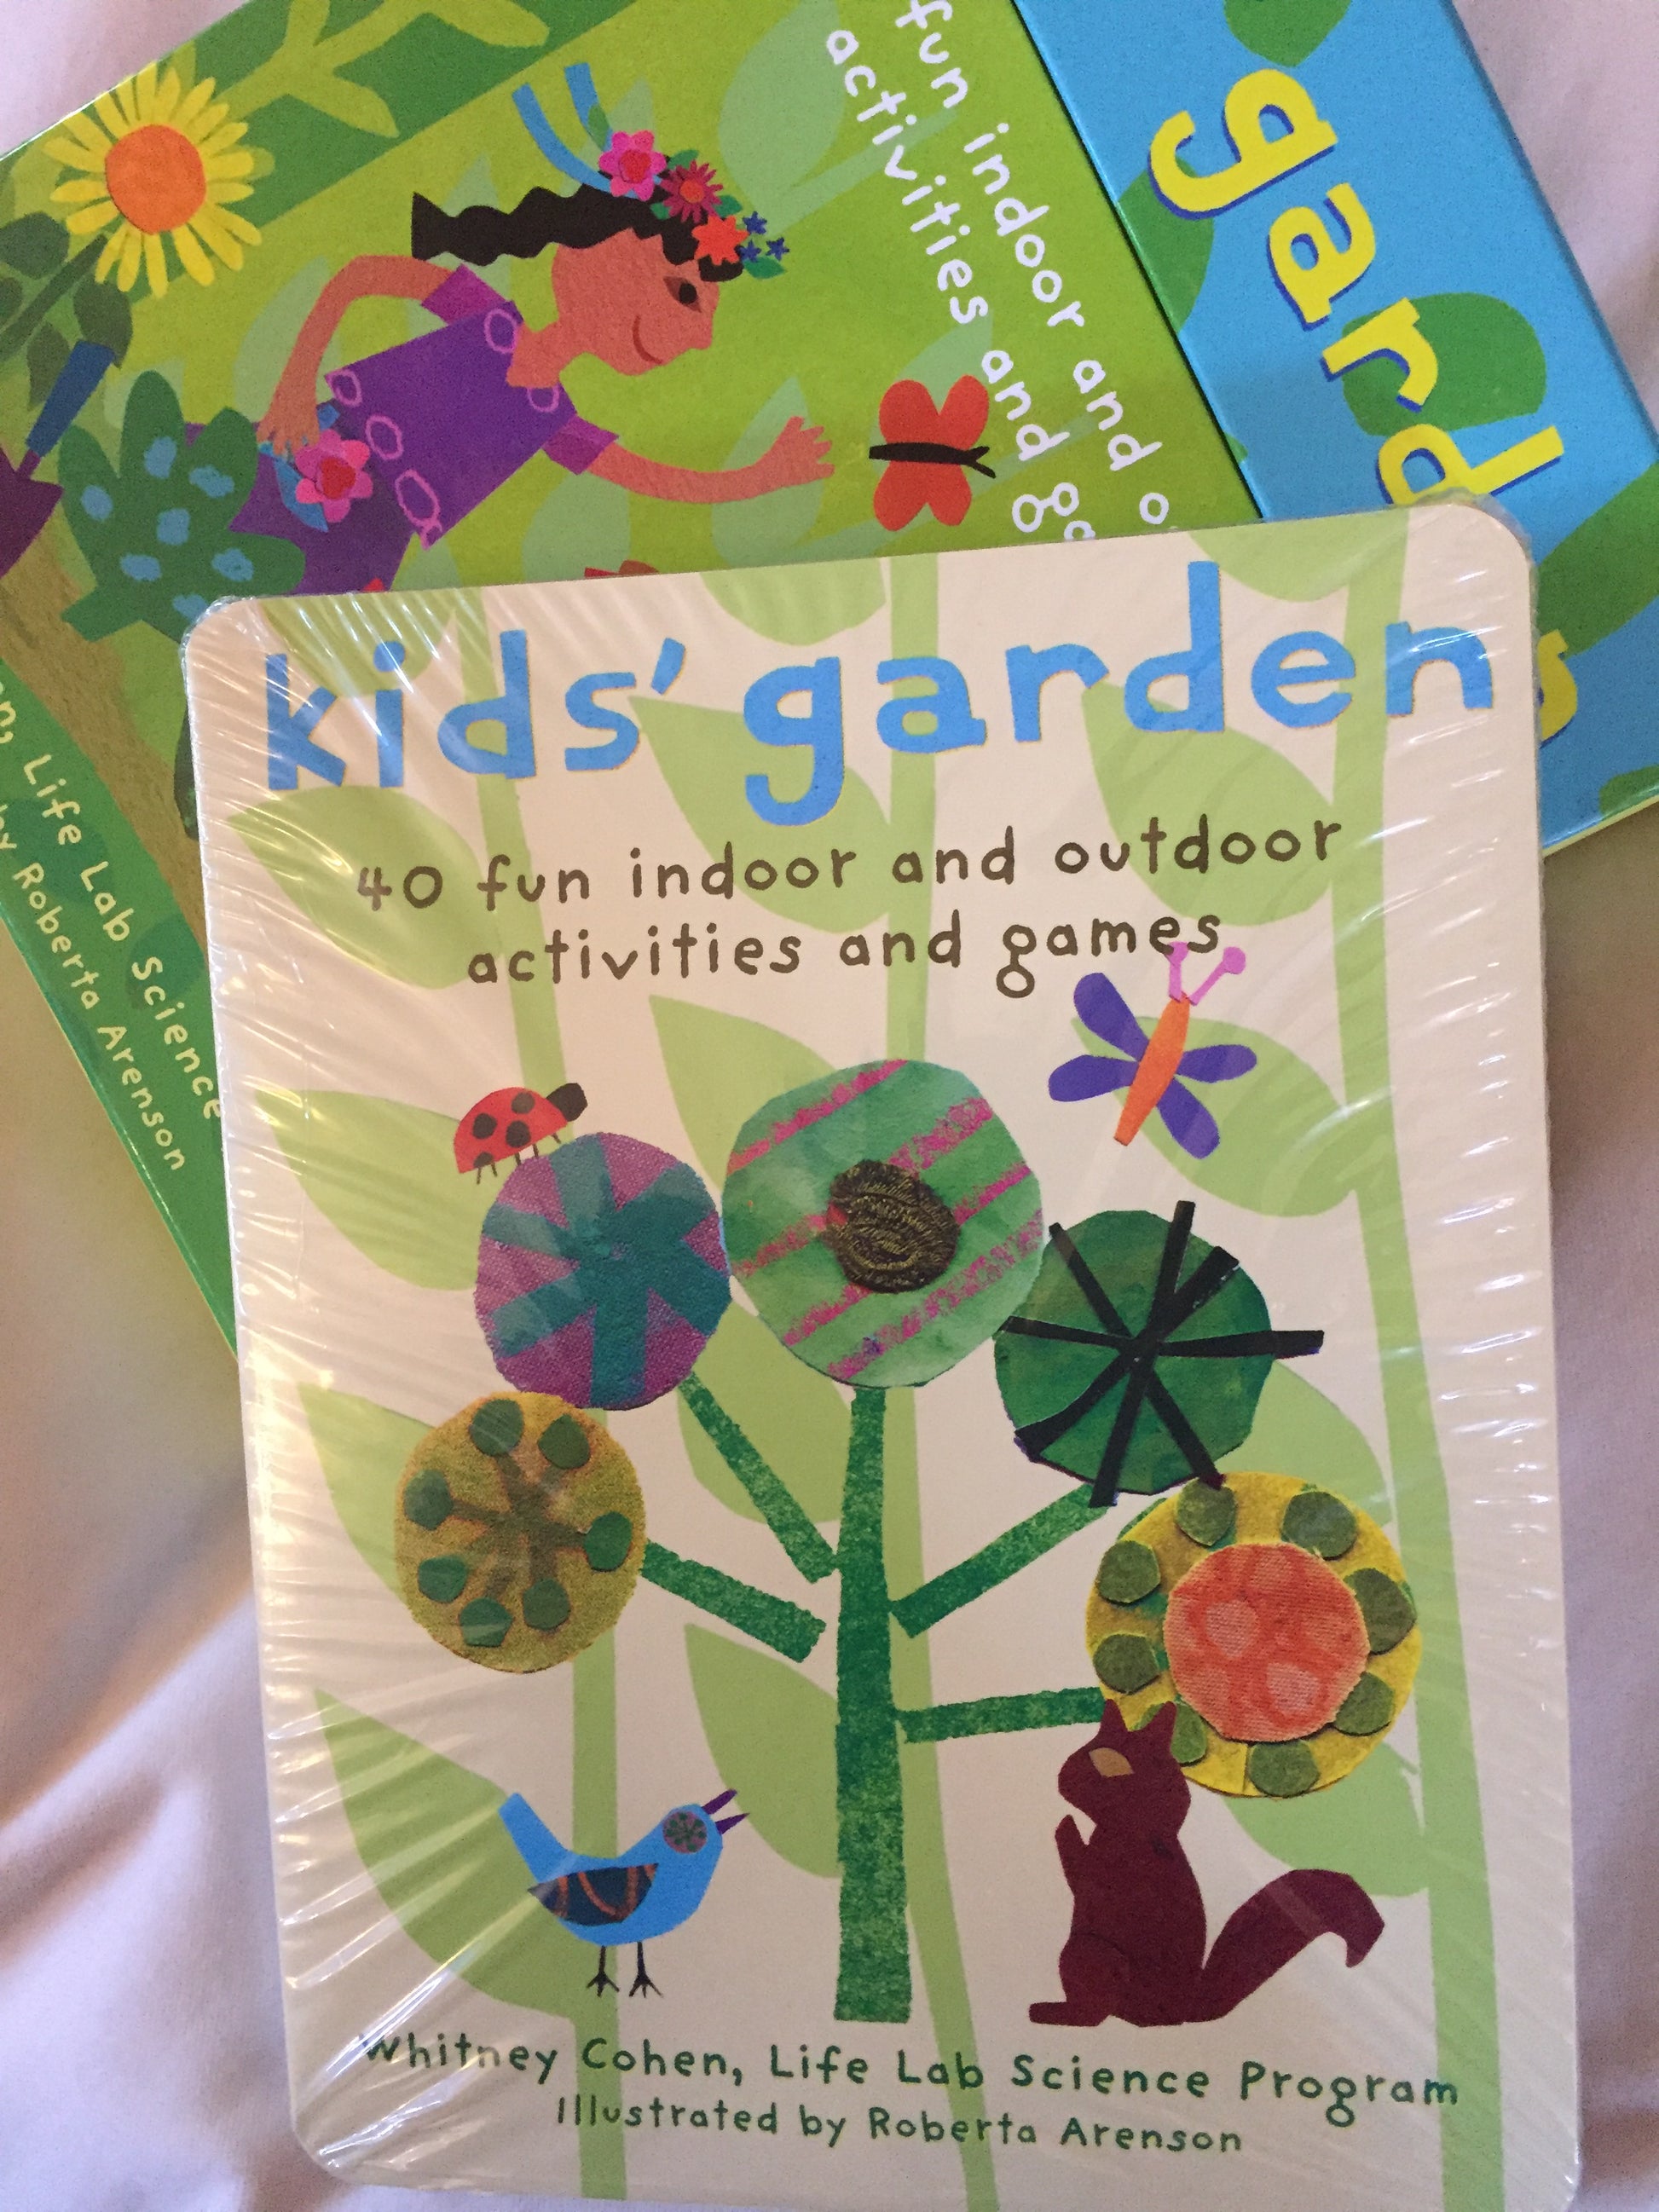 fun indoor and
activities and
gard
s
Life Lab Science
Roberta Arenson
kids' garden
40 fun indoor and outdoor
activities and games
Whitney Cohen, Life Lab Science Program
Illustrated by Roberta Arenson